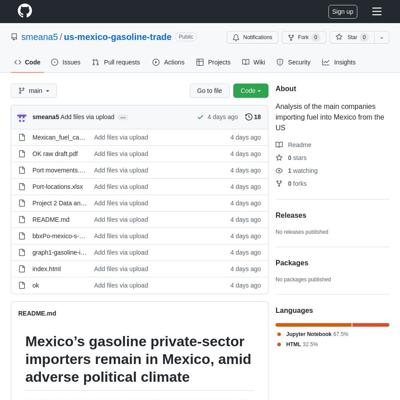 Sign up
smeana5 / us-mexico-gasoline-trade Public
Notifications Fork 0 Star 0
Code Issues Pull requests Actions Projects Wiki Security Insights
main Go to file Code
smeana5 Add files via upload ... 4 days ago 18
Mexican_fuel_ca... Add files via upload 4 days ago
OK raw draft.pdf Add files via upload 4 days ago
Port movements.... Add files via upload 4 days ago
Port-locations.xlsx Add files via upload 4 days ago
Project 2 Data an... Add files via upload 4 days ago
README.md Add files via upload 4 days ago
bbxPo-mexico-s-... Add files via upload 4 days ago
graph1-gasoline-i... Add files via upload 4 days ago
index.html Add files via upload 4 days ago
ok Add files via upload 4 days ago
README.md
Mexico’s gasoline private-sector
importers remain in Mexico, amid
adverse political climate
About
Analysis of the main companies
importing fuel into Mexico from the
US
Readme
0 stars
1 watching
0 forks
Releases
No releases published
Packages
No packages published
Languages
Jupyter Notebook 67.5%
HTML 32.5%